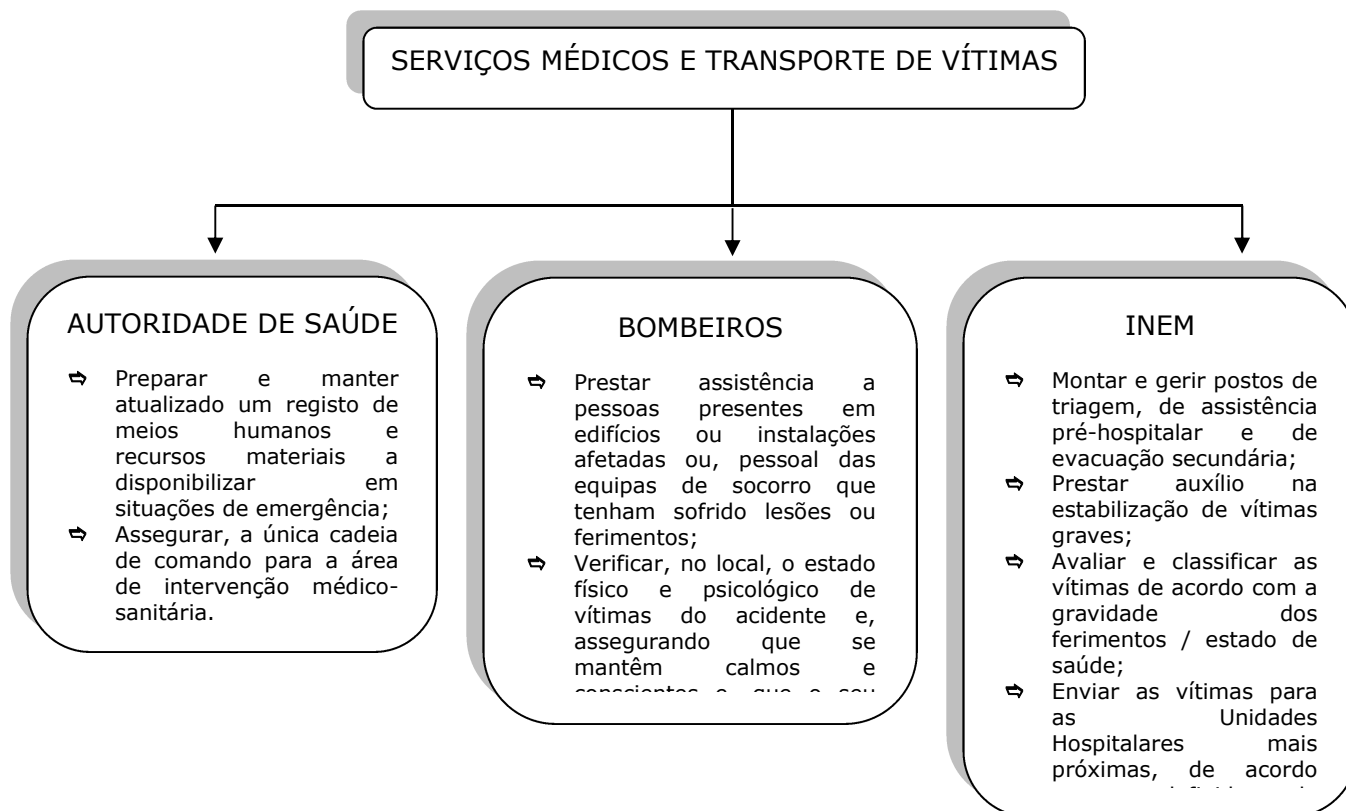 SERVIÇOS MÉDICOS E TRANSPORTE DE VÍTIMAS
AUTORIDADE DE SAÚDE
⇨ Preparar e manter
atualizado um registo de
meios humanos e
recursos materiais a
disponibilizar em
situações de emergência;
⇨ Assegurar, a única cadeia
de comando para a área
de intervenção médico-
sanitária.
BOMBEIROS
⇨ Prestar assistência a
pessoas presentes em
edifícios ou instalações
afetadas ou, pessoal das
equipas de socorro que
tenham sofrido lesões ou
ferimentos;
⇨ Verificar, no local, o estado
físico e psicológico de
vítimas do acidente e,
assegurando que se
mantêm calmos e
conscientes e, que o seu
INEM
⇨ Montar e gerir postos de
triagem, de assistência
pré-hospitalar e de
evacuação secundária;
⇨ Prestar auxílio na
estabilização de vítimas
graves;
⇨ Avaliar e classificar as
vítimas de acordo com a
gravidade dos
ferimentos / estado de
saúde;
⇨ Enviar as vítimas para
as Unidades
Hospitalares mais
próximas, de acordo